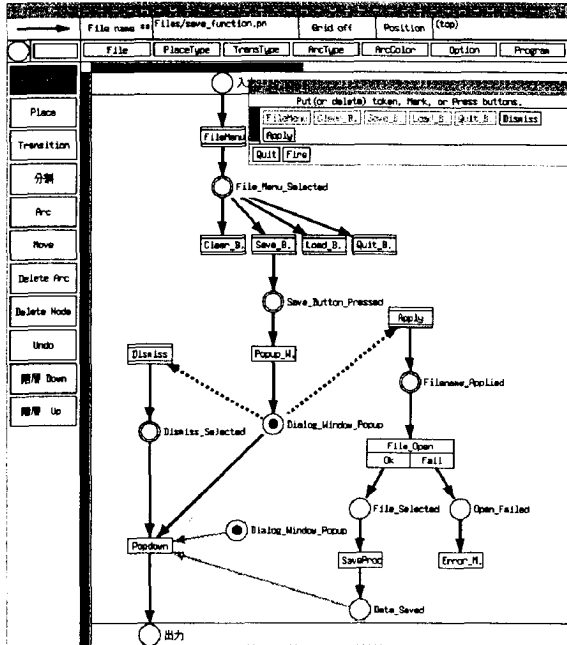 File name **
Files/save_function.pn
Grid off
Position
(top)
File
PlaceType
TransType
ArcType
ArcColor
Option
Program
Place
Transition
分割
Arc
Move
Delete Arc
Delete Node
Undo
階層 Down
階層 Up
入
Put(or delete) token, Mark, or Press buttons.
FileMenu
Clear_B.
Save_B.
Load_B.
Quit_B.
Dismiss
Apply
Quit
Fire
FileMenu
File_Menu_Selected
Clear_B.
Save_B.
Load_B.
Quit_B.
Save_Button_Pressed
Apply
Dismiss
Popup_W.
Filename_Applied
Dismiss_Selected
Dialog_Window_Popup
File_Open
Ok
Fail
File_Selected
Open_Failed
Dialog_Window_Popup
Popdown
SaveProc
Error_M.
Data_Saved
出力